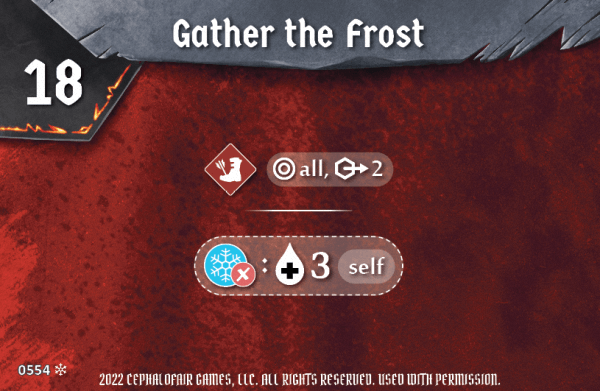 Gather the Frost
18
all, 2
: 3 self
0554
2022 CEPHALOFAIR GAMES, LLC. ALL RIGHTS RESERVED. USED WITH PERMISSION.